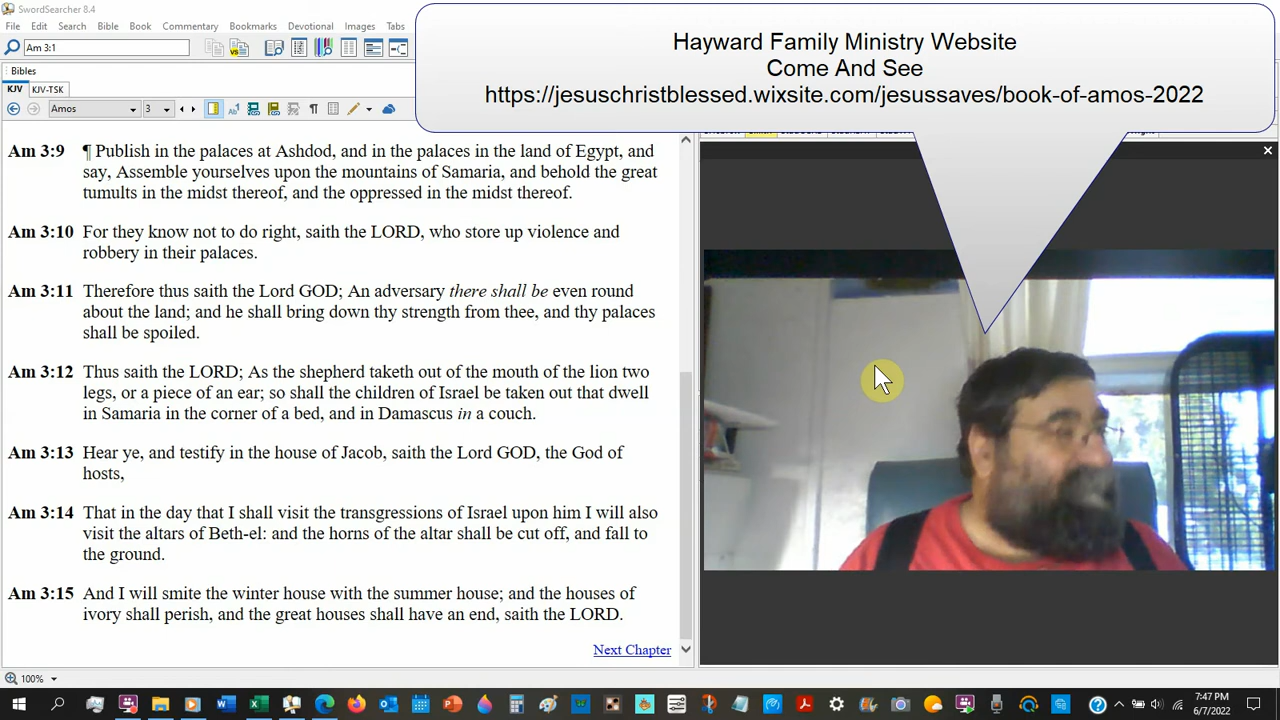 SwordSearcher 8.4
File Edit Search Bible Book Commentary Bookmarks Devotional Images Tabs
Am 3:1
Bibles
KJV KJV-TSK
Amos 3
Hayward Family Ministry Website
Come And See
https://jesuschristblessed.wixsite.com/jesussaves/book-of-amos-2022
Am 3:9 ¶ Publish in the palaces at Ashdod, and in the palaces in the land of Egypt, and
say, Assemble yourselves upon the mountains of Samaria, and behold the great
tumults in the midst thereof, and the oppressed in the midst thereof.
Am 3:10 For they know not to do right, saith the LORD, who store up violence and
robbery in their palaces.
Am 3:11 Therefore thus saith the Lord GOD; An adversary there shall be even round
about the land; and he shall bring down thy strength from thee, and thy palaces
shall be spoiled.
Am 3:12 Thus saith the LORD; As the shepherd taketh out of the mouth of the lion two
legs, or a piece of an ear; so shall the children of Israel be taken out that dwell
in Samaria in the corner of a bed, and in Damascus in a couch.
Am 3:13 Hear ye, and testify in the house of Jacob, saith the Lord GOD, the God of
hosts,
Am 3:14 That in the day that I shall visit the transgressions of Israel upon him I will also
visit the altars of Beth-el: and the horns of the altar shall be cut off, and fall to
the ground.
Am 3:15 And I will smite the winter house with the summer house; and the houses of
ivory shall perish, and the great houses shall have an end, saith the LORD.
Next Chapter
100%
7:47 PM
6/7/2022